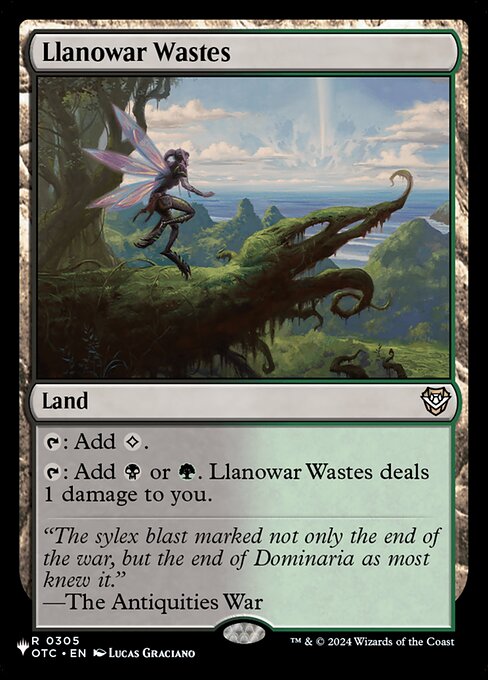 Llanowar Wastes
Land
: Add .
: Add or . Llanowar Wastes deals
1 damage to you.
“The sylex blast marked not only the end of
the war, but the end of Dominaria as most
knew it.”
—The Antiquities War
R 0305
OTC • EN Lucas Graciano
™ & © 2024 Wizards of the Coast